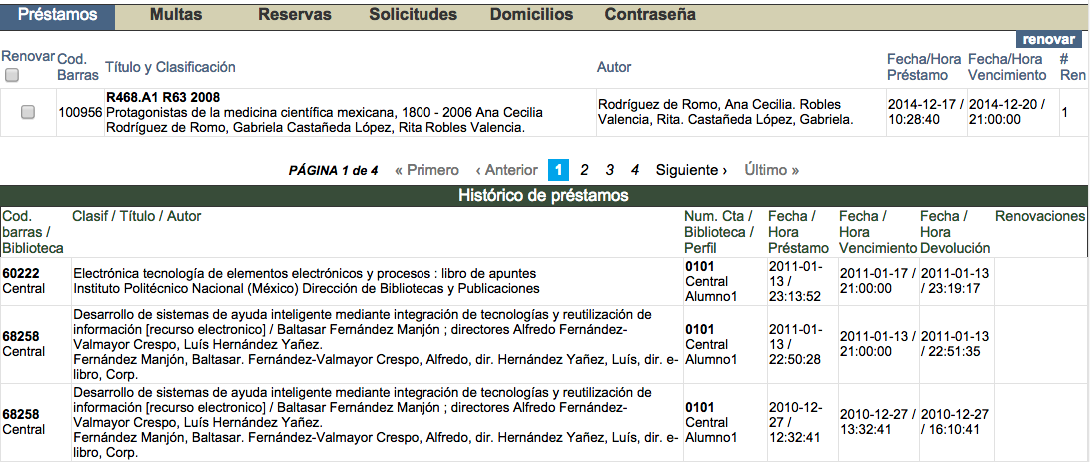 Préstamos Multas Reservas Solicitudes Domicilios Contraseña
renovar
Renovar Cod. Barras Título y Clasificación Autor Fecha/Hora Préstamo Fecha/Hora Vencimiento # Ren
100956
R468.A1 R63 2008
Protagonistas de la medicina científica mexicana, 1800 - 2006 Ana Cecilia
Rodríguez de Romo, Gabriela Castañeda López, Rita Robles Valencia.
Rodríguez de Romo, Ana Cecilia. Robles
Valencia, Rita. Castañeda López, Gabriela.
2014-12-17 /
10:28:40
2014-12-20 /
21:00:00
1
PÁGINA 1 de 4 « Primero ‹ Anterior 1 2 3 4 Siguiente › Último »
Histórico de préstamos
Cod.
barras /
Biblioteca
Clasif / Título / Autor
Num. Cta /
Biblioteca /
Perfil
Fecha /
Hora
Préstamo
Fecha /
Hora
Vencimiento
Fecha /
Hora
Devolución
Renovaciones
60222
Central
Electrónica tecnología de elementos electrónicos y procesos : libro de apuntes
Instituto Politécnico Nacional (México) Dirección de Bibliotecas y Publicaciones
0101
Central
Alumno1
2011-01-
13 /
23:13:52
2011-01-17 /
21:00:00
2011-01-13
/ 23:19:17
68258
Central
Desarrollo de sistemas de ayuda inteligente mediante integración de tecnologías y reutilización de
información [recurso electronico] / Baltasar Fernández Manjón ; directores Alfredo Fernández-
Valmayor Crespo, Luís Hernández Yañez.
Fernández Manjón, Baltasar. Fernández-Valmayor Crespo, Alfredo, dir. Hernández Yañez, Luís, dir. e-
libro, Corp.
0101
Central
Alumno1
2011-01-
13 /
22:50:28
2011-01-13 /
21:00:00
2011-01-13
/ 22:51:35
68258
Central
Desarrollo de sistemas de ayuda inteligente mediante integración de tecnologías y reutilización de
información [recurso electronico] / Baltasar Fernández Manjón ; directores Alfredo Fernández-
Valmayor Crespo, Luís Hernández Yañez.
Fernández Manjón, Baltasar. Fernández-Valmayor Crespo, Alfredo, dir. Hernández Yañez, Luís, dir. e-
libro, Corp.
0101
Central
Alumno1
2010-12-
27 /
12:32:41
2010-12-27 /
13:32:41
2010-12-27
/ 16:10:41